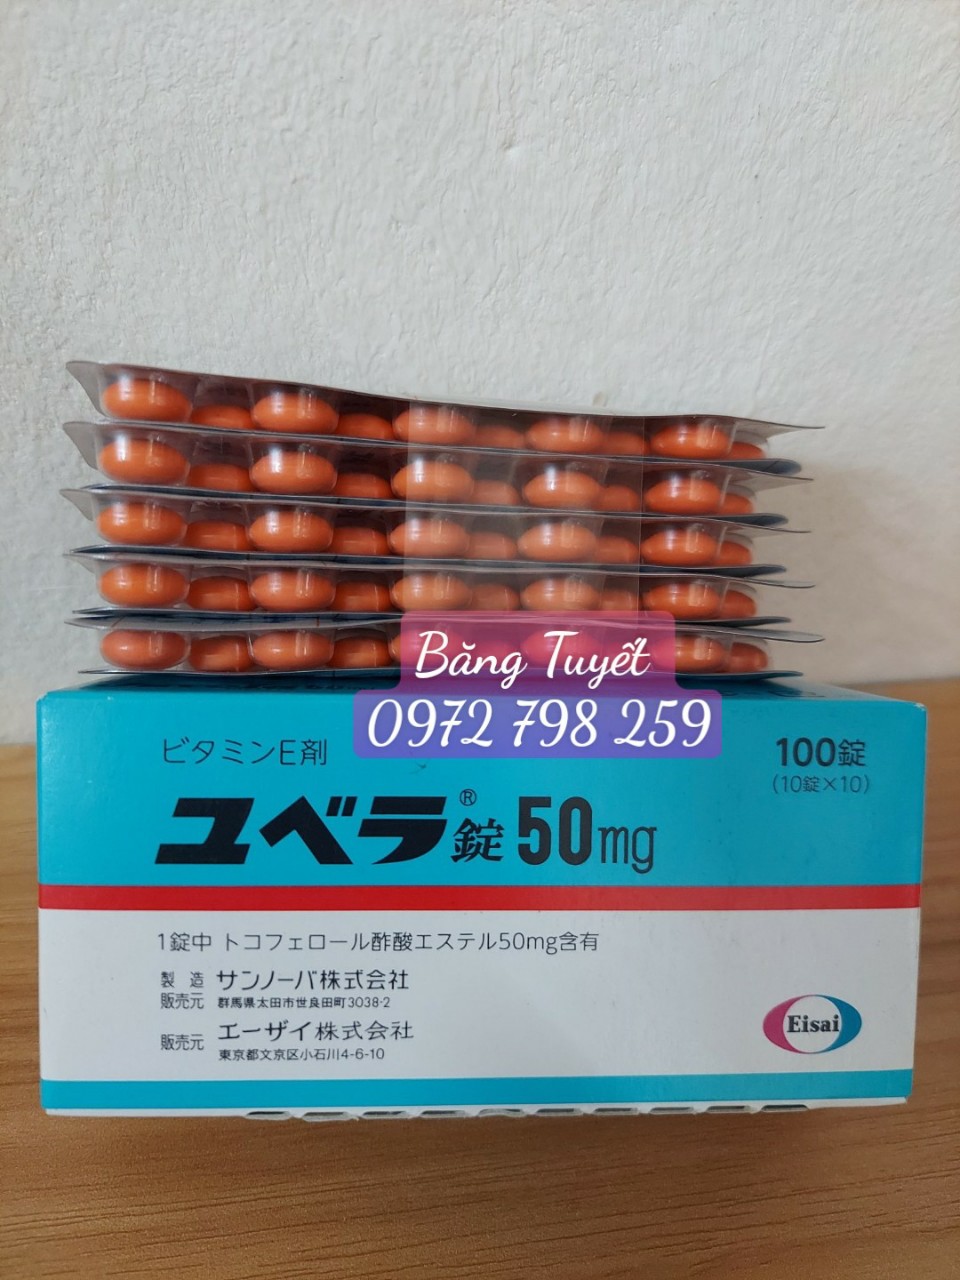 Băng Tuyết
0972 798 259
ビタミンE剤
100錠
(10錠×10)
ユベラ®錠 50mg
1錠中 トコフェロール酢酸エステル50mg含有
製造販売元 サンノーバ株式会社
群馬県太田市世良田町3038-2
販売元 エーザイ株式会社
東京都文京区小石川4-6-10
Eisai